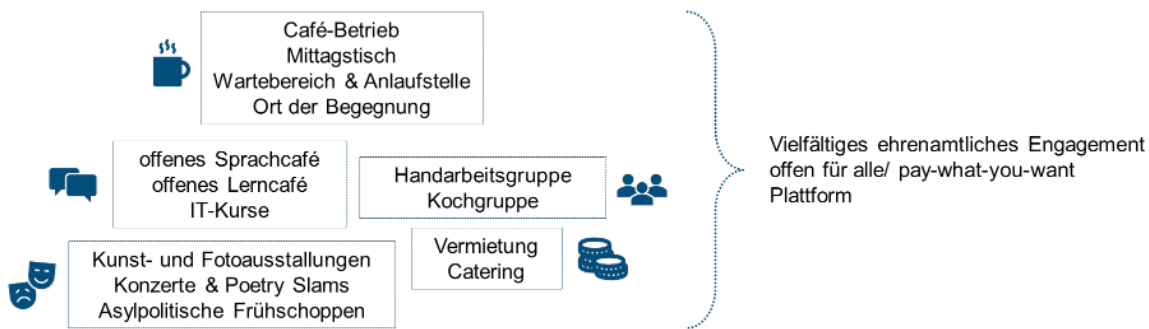 Café-Betrieb
Mittagstisch
Wartebereich & Anlaufstelle
Ort der Begegnung
offenes Sprachcafé
offenes Lerncafé
IT-Kurse
Handarbeitsgruppe
Kochgruppe
Kunst- und Fotoausstallungen
Konzerte & Poetry Slams
Asylpolitische Frühschoppen
Vermietung
Catering
Vielfältiges ehrenamtliches Engagement
offen für alle/ pay-what-you-want
Plattform